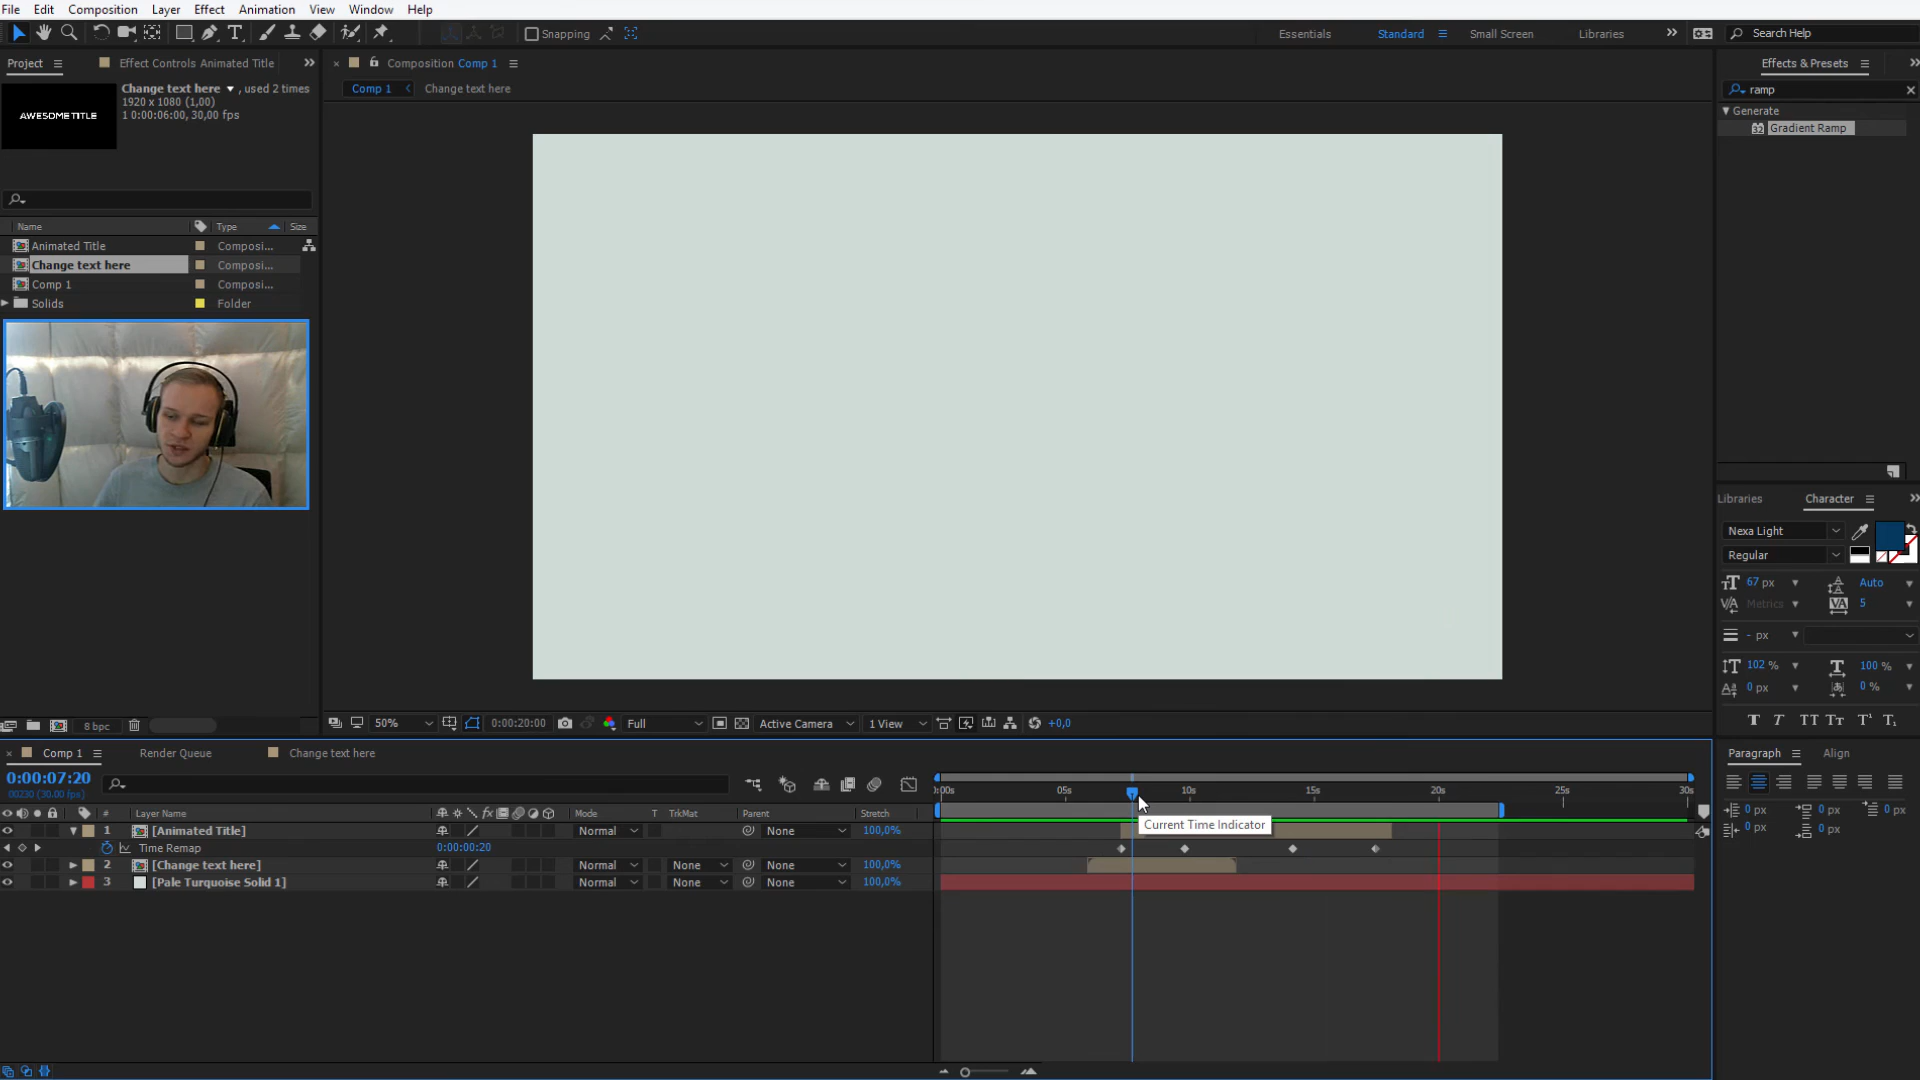 File Edit Composition Layer Effect Animation View Window Help
Snapping
Essentials Standard Small Screen Libraries Search Help
Project Effect Controls Animated Title
Composition Comp 1
Effects & Presets
Comp 1 Change text here
ramp
Generate
Gradient Ramp
Change text here , used 2 times
1920 x 1080 (1,00)
1 0:00:06:00, 30,00 fps
AWESOME TITLE
Name Type Size
Animated Title Composi...
Change text here Composi...
Comp 1 Composi...
Solids Folder
Libraries Character
Nexa Light
Regular
67 px Auto
Metrics 5
- px
102 % 100 %
0 px 0 %
8 bpc
50% 0:00:20:00 Full Active Camera 1 View +0,0
Comp 1 Render Queue Change text here
Paragraph Align
0 px 0 px 0 px
0 px 0 px
0:00:07:20
00230 (30.00 fps)
:00s 05s 10s 15s 20s 25s 30s
# Layer Name Mode T TrkMat Parent Stretch
1 [Animated Title] Normal None 100,0%
Time Remap 0:00:00:20
2 [Change text here] Normal None None 100,0%
3 [Pale Turquoise Solid 1] Normal None None 100,0%
Current Time Indicator